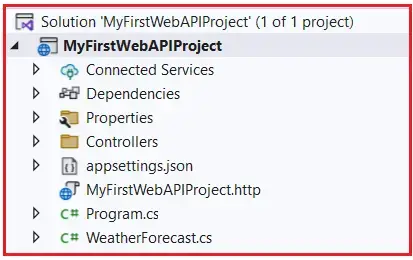 Solution 'MyFirstWebAPIProject' (1 of 1 project)
MyFirstWebAPIProject
Connected Services
Dependencies
Properties
Controllers
appsettings.json
MyFirstWebAPIProject.http
C# Program.cs
C# WeatherForecast.cs